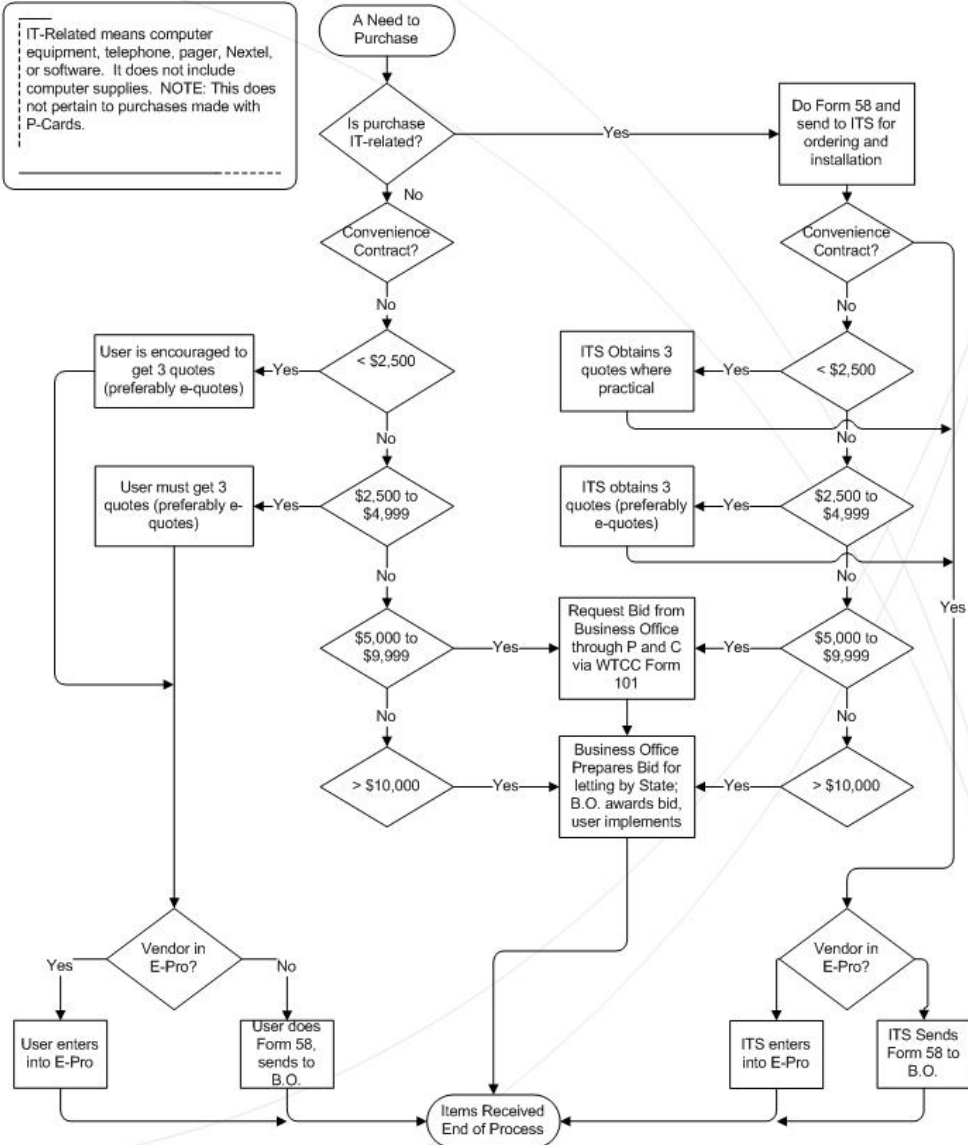 IT-Related means computer
equipment, telephone, pager, Nextel,
or software. It does not include
computer supplies. NOTE: This does
not pertain to purchases made with
P-Cards.
A Need to
Purchase
Is purchase
IT-related?
Yes
Do Form 58 and
send to ITS for
ordering and
installation
No
Convenience
Contract?
Convenience
Contract?
No
No
User is encouraged to
get 3 quotes
(preferably e-quotes)
Yes
< $2,500
ITS Obtains 3
quotes where
practical
Yes
< $2,500
No
No
User must get 3
quotes (preferably e-
quotes)
Yes
$2,500 to
$4,999
ITS obtains 3
quotes (preferably
e-quotes)
Yes
$2,500 to
$4,999
No
No
Yes
$5,000 to
$9,999
Yes
Request Bid from
Business Office
through P and C
via WTCC Form
101
Yes
$5,000 to
$9,999
No
No
> $10,000
Yes
Business Office
Prepares Bid for
letting by State;
B.O. awards bid,
user implements
Yes
> $10,000
Vendor in
E-Pro?
Yes
No
Vendor in
E-Pro?
User enters
into E-Pro
User does
Form 58,
sends to
B.O.
ITS enters
into E-Pro
ITS Sends
Form 58 to
B.O.
Items Received
End of Process